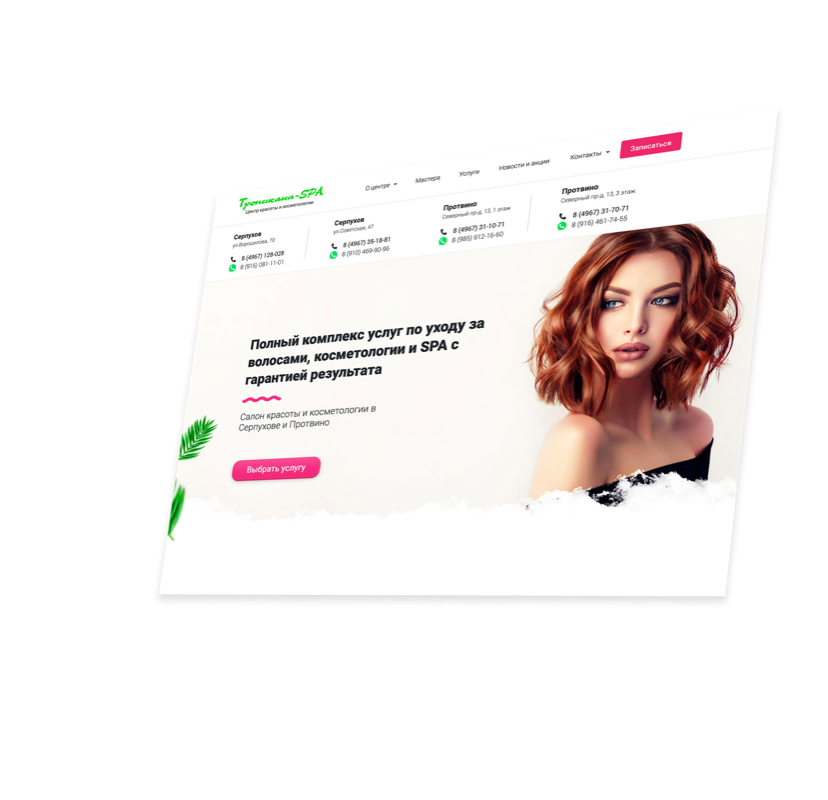 Тропикана-SPA
Центр красоты и косметологии
О центре
Мастера
Услуги
Новости и акции
Контакты
Записаться
Серпухов
ул.Ворошилова, 70
8 (4967) 128-028
8 (915) 081-11-01
Серпухов
ул.Советская, 47
8 (4967) 35-18-81
8 (910) 469-90-96
Протвино
Северный пр-д, 13, 1 этаж
8 (4967) 31-10-71
8 (985) 912-16-60
Протвино
Северный пр-д, 13, 3 этаж
8 (4967) 31-70-71
8 (916) 461-74-55
Полный комплекс услуг по уходу за
волосами, косметологии и SPA с
гарантией результата
Салон красоты и косметологии в
Серпухове и Протвино
Выбрать услугу